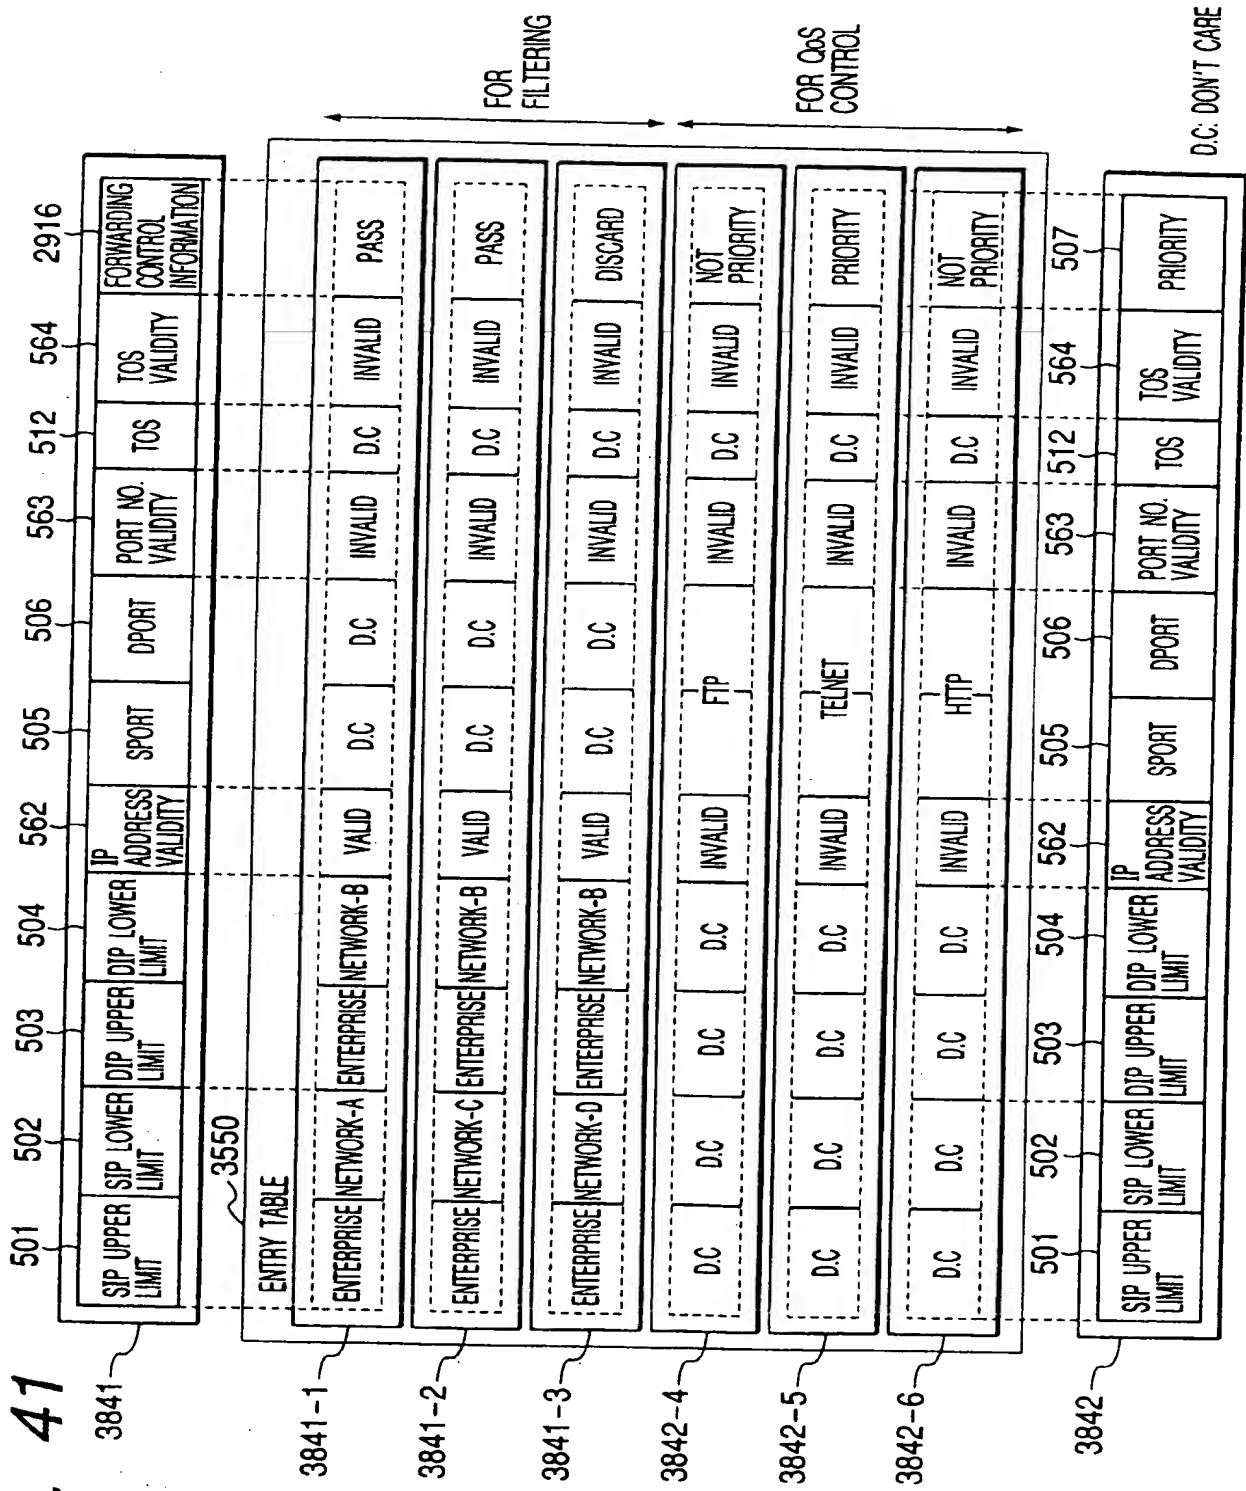 41
501 502 503 504 562 505 506 563 512 564 2916
3841
SIP UPPER LIMIT
SIP LOWER LIMIT
DIP UPPER LIMIT
DIP LOWER LIMIT
IP ADDRESS VALIDITY
SPORT
DPORT
PORT NO. VALIDITY
TOS
TOS VALIDITY
FORWARDING CONTROL INFORMATION
3550
ENTRY TABLE
3841-1 ENTERPRISE NETWORK-A ENTERPRISE NETWORK-B VALID D.C D.C INVALID D.C INVALID PASS
3841-2 ENTERPRISE NETWORK-C ENTERPRISE NETWORK-B VALID D.C D.C INVALID D.C INVALID PASS
3841-3 ENTERPRISE NETWORK-D ENTERPRISE NETWORK-B VALID D.C D.C INVALID D.C INVALID DISCARD
FOR FILTERING
3842-4 D.C D.C D.C D.C INVALID FTP INVALID D.C INVALID NOT PRIORITY
3842-5 D.C D.C D.C D.C INVALID TELNET INVALID D.C INVALID PRIORITY
3842-6 D.C D.C D.C D.C INVALID HTTP INVALID D.C INVALID NOT PRIORITY
FOR QoS CONTROL
501 502 503 504 562 505 506 563 512 564 507
3842
SIP UPPER LIMIT
SIP LOWER LIMIT
DIP UPPER LIMIT
DIP LOWER LIMIT
IP ADDRESS VALIDITY
SPORT
DPORT
PORT NO. VALIDITY
TOS
TOS VALIDITY
PRIORITY
D.C: DON'T CARE